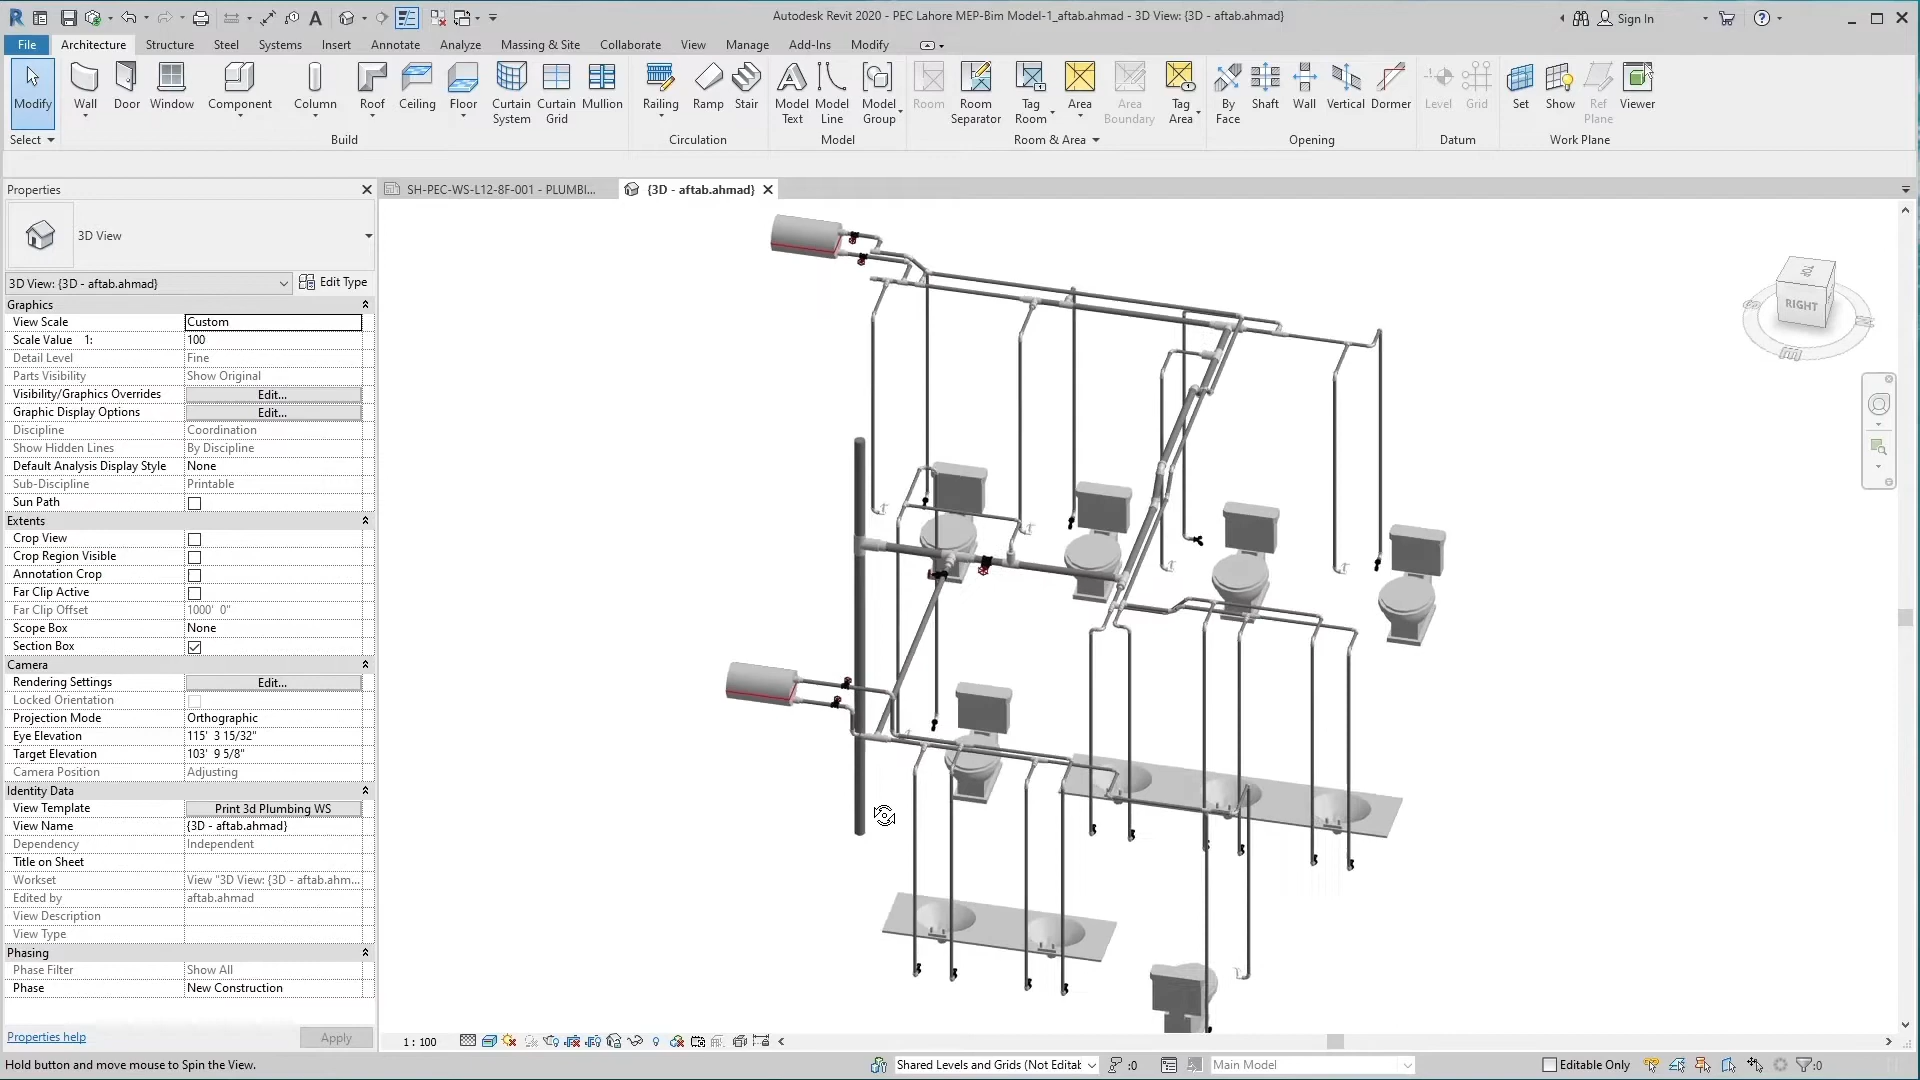 Autodesk Revit 2020 - PEC Lahore MEP-Bim Model-1_aftab.ahmad - 3D View: {3D - aftab.ahmad}
Sign In
File Architecture Structure Steel Systems Insert Annotate Analyze Massing & Site Collaborate View Manage Add-Ins Modify
Modify Wall Door Window Component Column Roof Ceiling Floor Curtain System Curtain Grid Mullion Railing Ramp Stair Model Text Model Line Model Group Room Room Separator Tag Room Area Area Boundary Tag Area By Face Shaft Wall Vertical Dormer Level Grid Set Show Ref Plane Viewer
Select Build Circulation Model Room & Area Opening Datum Work Plane
Properties
SH-PEC-WS-L12-8F-001 - PLUMBI...
{3D - aftab.ahmad}
3D View
3D View: {3D - aftab.ahmad} Edit Type
Graphics
View Scale Custom
Scale Value 1: 100
Detail Level Fine
Parts Visibility Show Original
Visibility/Graphics Overrides Edit...
Graphic Display Options Edit...
Discipline Coordination
Show Hidden Lines By Discipline
Default Analysis Display Style None
Sub-Discipline Printable
Sun Path
Extents
Crop View
Crop Region Visible
Annotation Crop
Far Clip Active
Far Clip Offset 1000' 0"
Scope Box None
Section Box
Camera
Rendering Settings Edit...
Locked Orientation
Projection Mode Orthographic
Eye Elevation 115' 3 15/32"
Target Elevation 103' 9 5/8"
Camera Position Adjusting
Identity Data
View Template Print 3d Plumbing WS
View Name {3D - aftab.ahmad}
Dependency Independent
Title on Sheet
Workset View "3D View: {3D - aftab.ahm...
Edited by aftab.ahmad
View Description
View Type
Phasing
Phase Filter Show All
Phase New Construction
Properties help Apply
TOP
RIGHT
1 : 100
Hold button and move mouse to Spin the View.
Shared Levels and Grids (Not Editat
:0
Main Model
Editable Only
:0